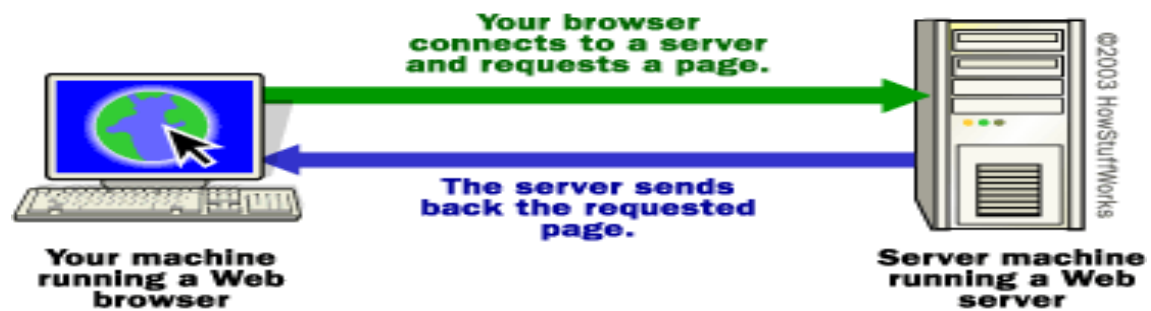 Your browser
connects to a server
and requests a page.
The server sends
back the requested
page.
Your machine
running a Web
browser
Server machine
running a Web
server
©2003 HowStuffWorks